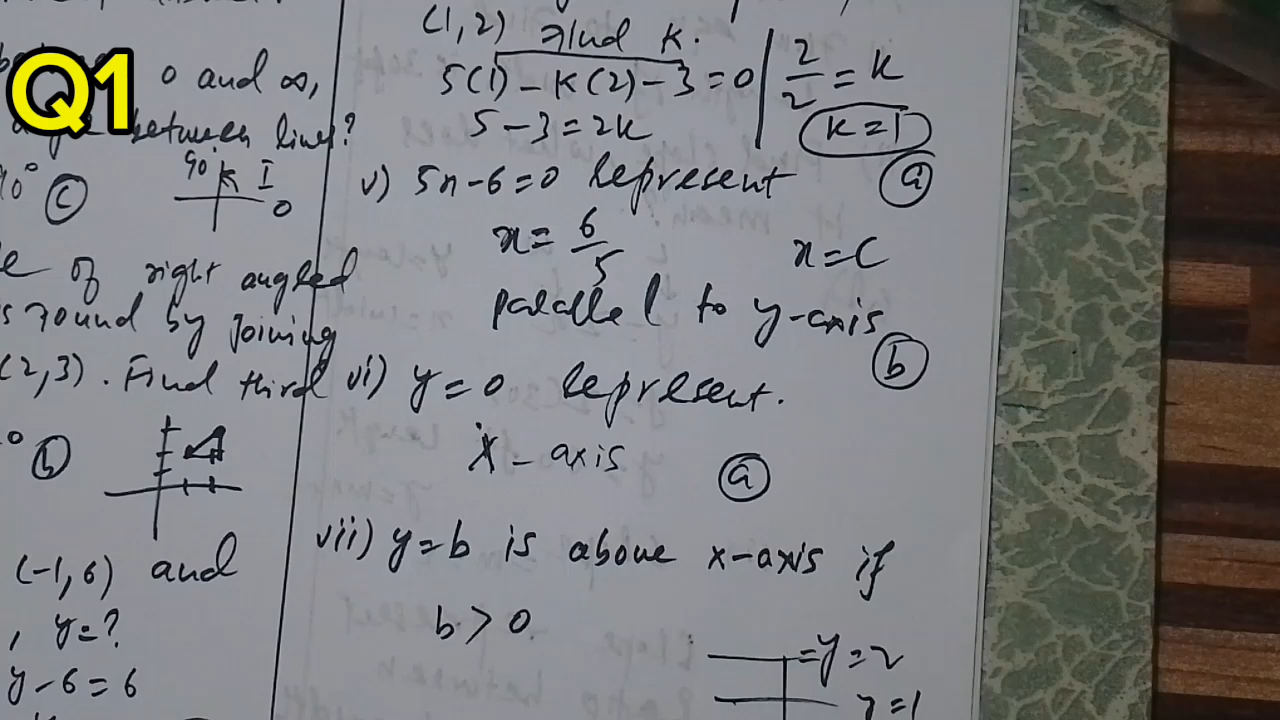 Q1
0 and ∞,
between lines?
90° K I
90° (c)
0
of right angled
found by joining
(2,3). Find third
(b)
(-1,6) and
, y=?
y-6=6
(1,2) Find k.
5(1)-k(2)-3=0
5-3=2k
2/2=k
k=1
(a)
v) 5x-6=0 represent
x=6/5
x=c
parallel to y-axis
(b)
vi) y=0 represent.
x-axis
(a)
vii) y=b is above x-axis if
b>0.
y=2
y=1